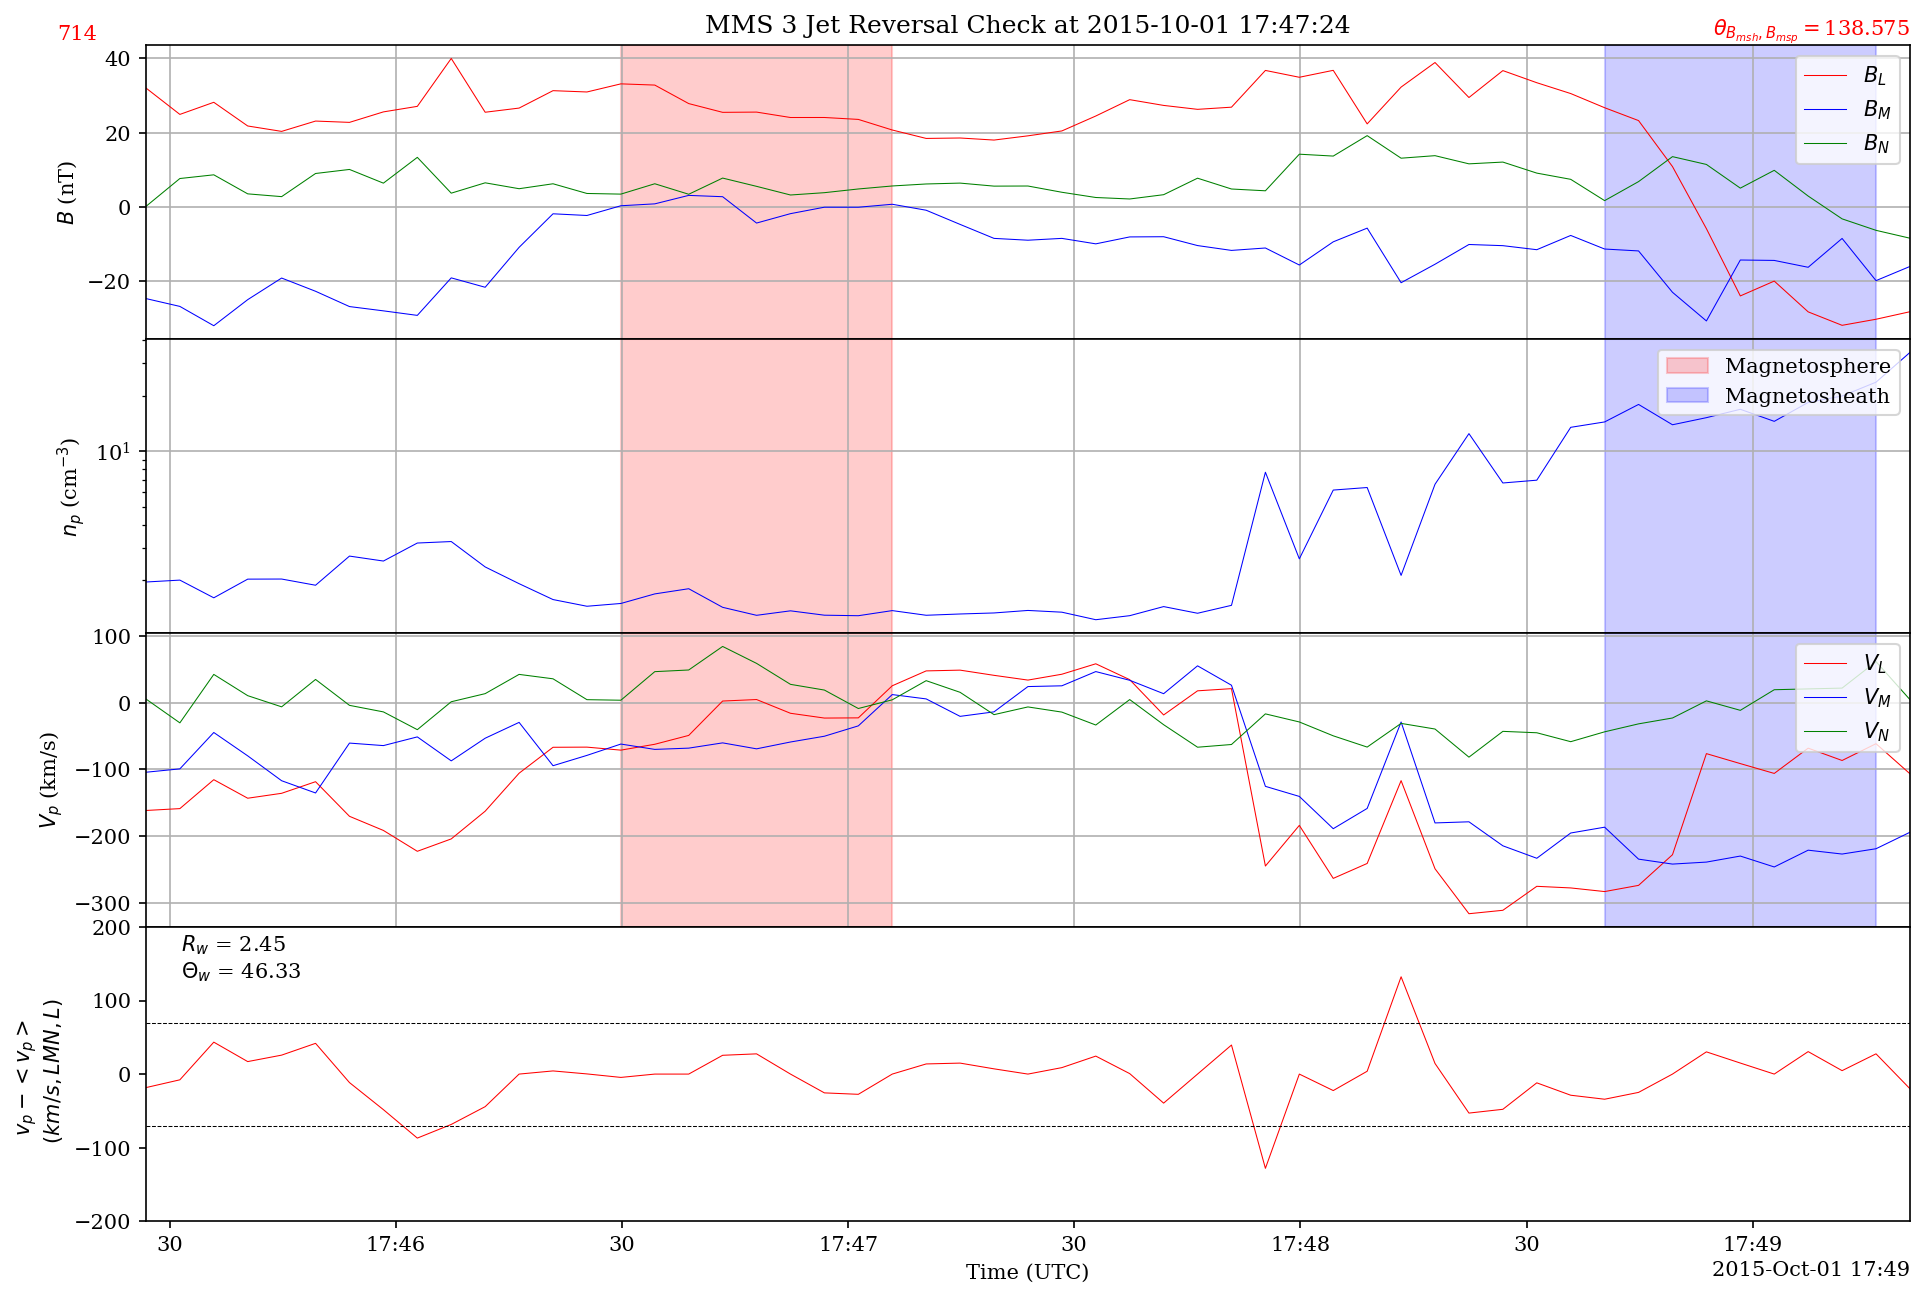 714
MMS 3 Jet Reversal Check at 2015-10-01 17:47:24
θ_{B_{msh}, B_{msp}} = 138.575
40
20
0
−20
B (nT)
B_L
B_M
B_N
10^1
n_p (cm^{−3})
Magnetosphere
Magnetosheath
100
0
−100
−200
−300
V_p (km/s)
V_L
V_M
V_N
200
100
0
−100
−200
v_p − < v_p >
(km/s, LMN, L)
R_w = 2.45
Θ_w = 46.33
30
17:46
30
17:47
30
17:48
30
17:49
Time (UTC)
2015-Oct-01 17:49